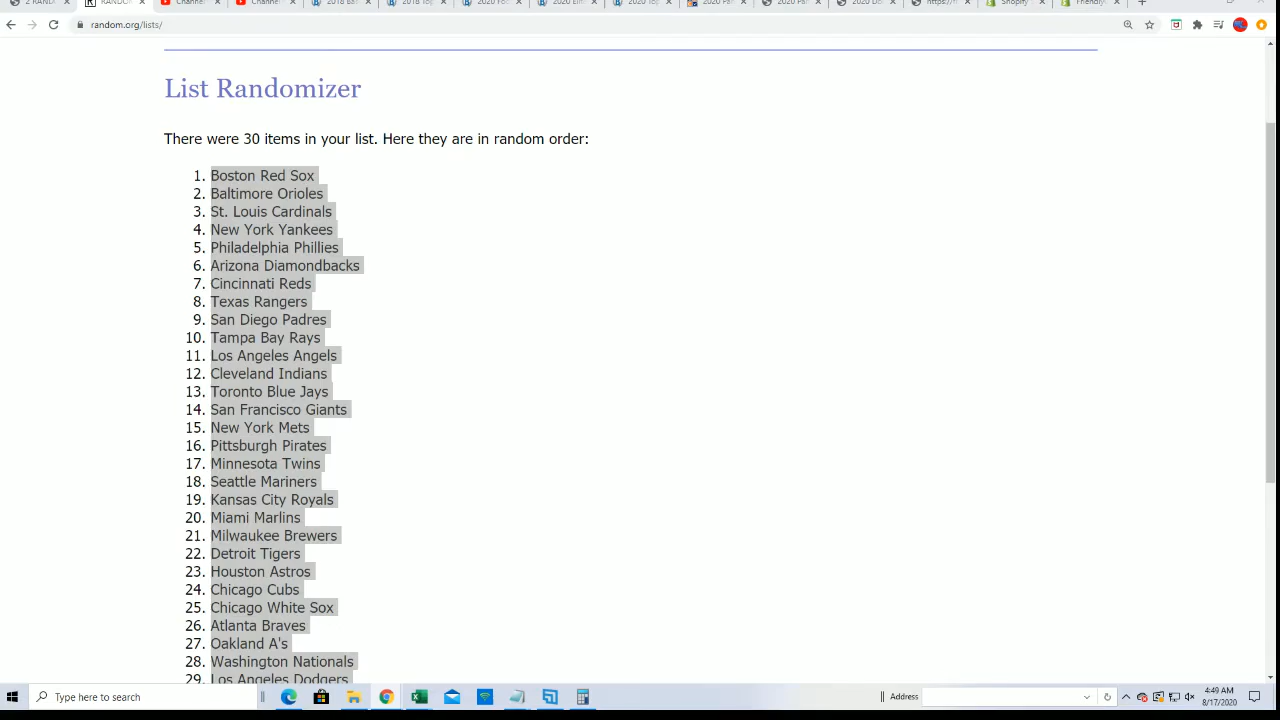 random.org/lists/
List Randomizer
There were 30 items in your list. Here they are in random order:
1. Boston Red Sox
2. Baltimore Orioles
3. St. Louis Cardinals
4. New York Yankees
5. Philadelphia Phillies
6. Arizona Diamondbacks
7. Cincinnati Reds
8. Texas Rangers
9. San Diego Padres
10. Tampa Bay Rays
11. Los Angeles Angels
12. Cleveland Indians
13. Toronto Blue Jays
14. San Francisco Giants
15. New York Mets
16. Pittsburgh Pirates
17. Minnesota Twins
18. Seattle Mariners
19. Kansas City Royals
20. Miami Marlins
21. Milwaukee Brewers
22. Detroit Tigers
23. Houston Astros
24. Chicago Cubs
25. Chicago White Sox
26. Atlanta Braves
27. Oakland A's
28. Washington Nationals
29. Los Angeles Dodgers
Type here to search
Address
4:49 AM
8/17/2020